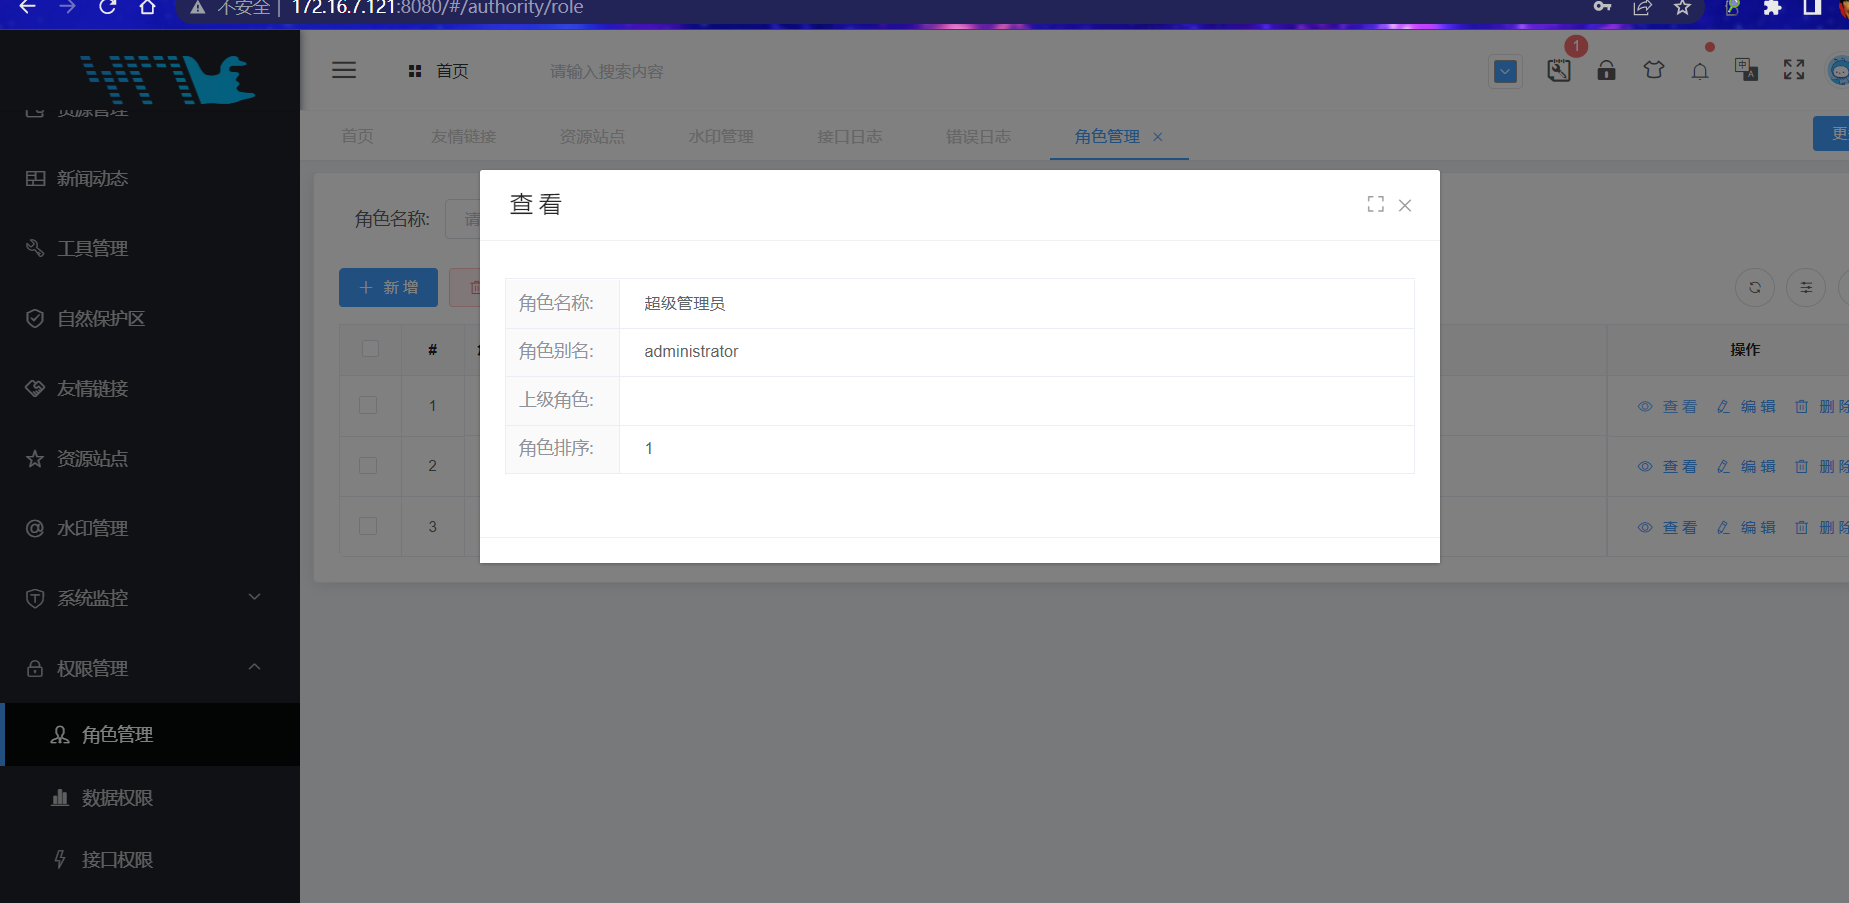 不安全 | 172.16.7.121:8080/#/authority/role
首页
请输入搜索内容
1
中
A
资源管理
新闻动态
工具管理
自然保护区
友情链接
资源站点
水印管理
系统监控
权限管理
角色管理
数据权限
接口权限
首页
友情链接
资源站点
水印管理
接口日志
错误日志
角色管理
更
角色名称:
请
新 增
#
操作
1
查 看
编 辑
删 除
2
查 看
编 辑
删 除
3
查 看
编 辑
删 除
查 看
角色名称: 超级管理员
角色别名: administrator
上级角色:
角色排序: 1